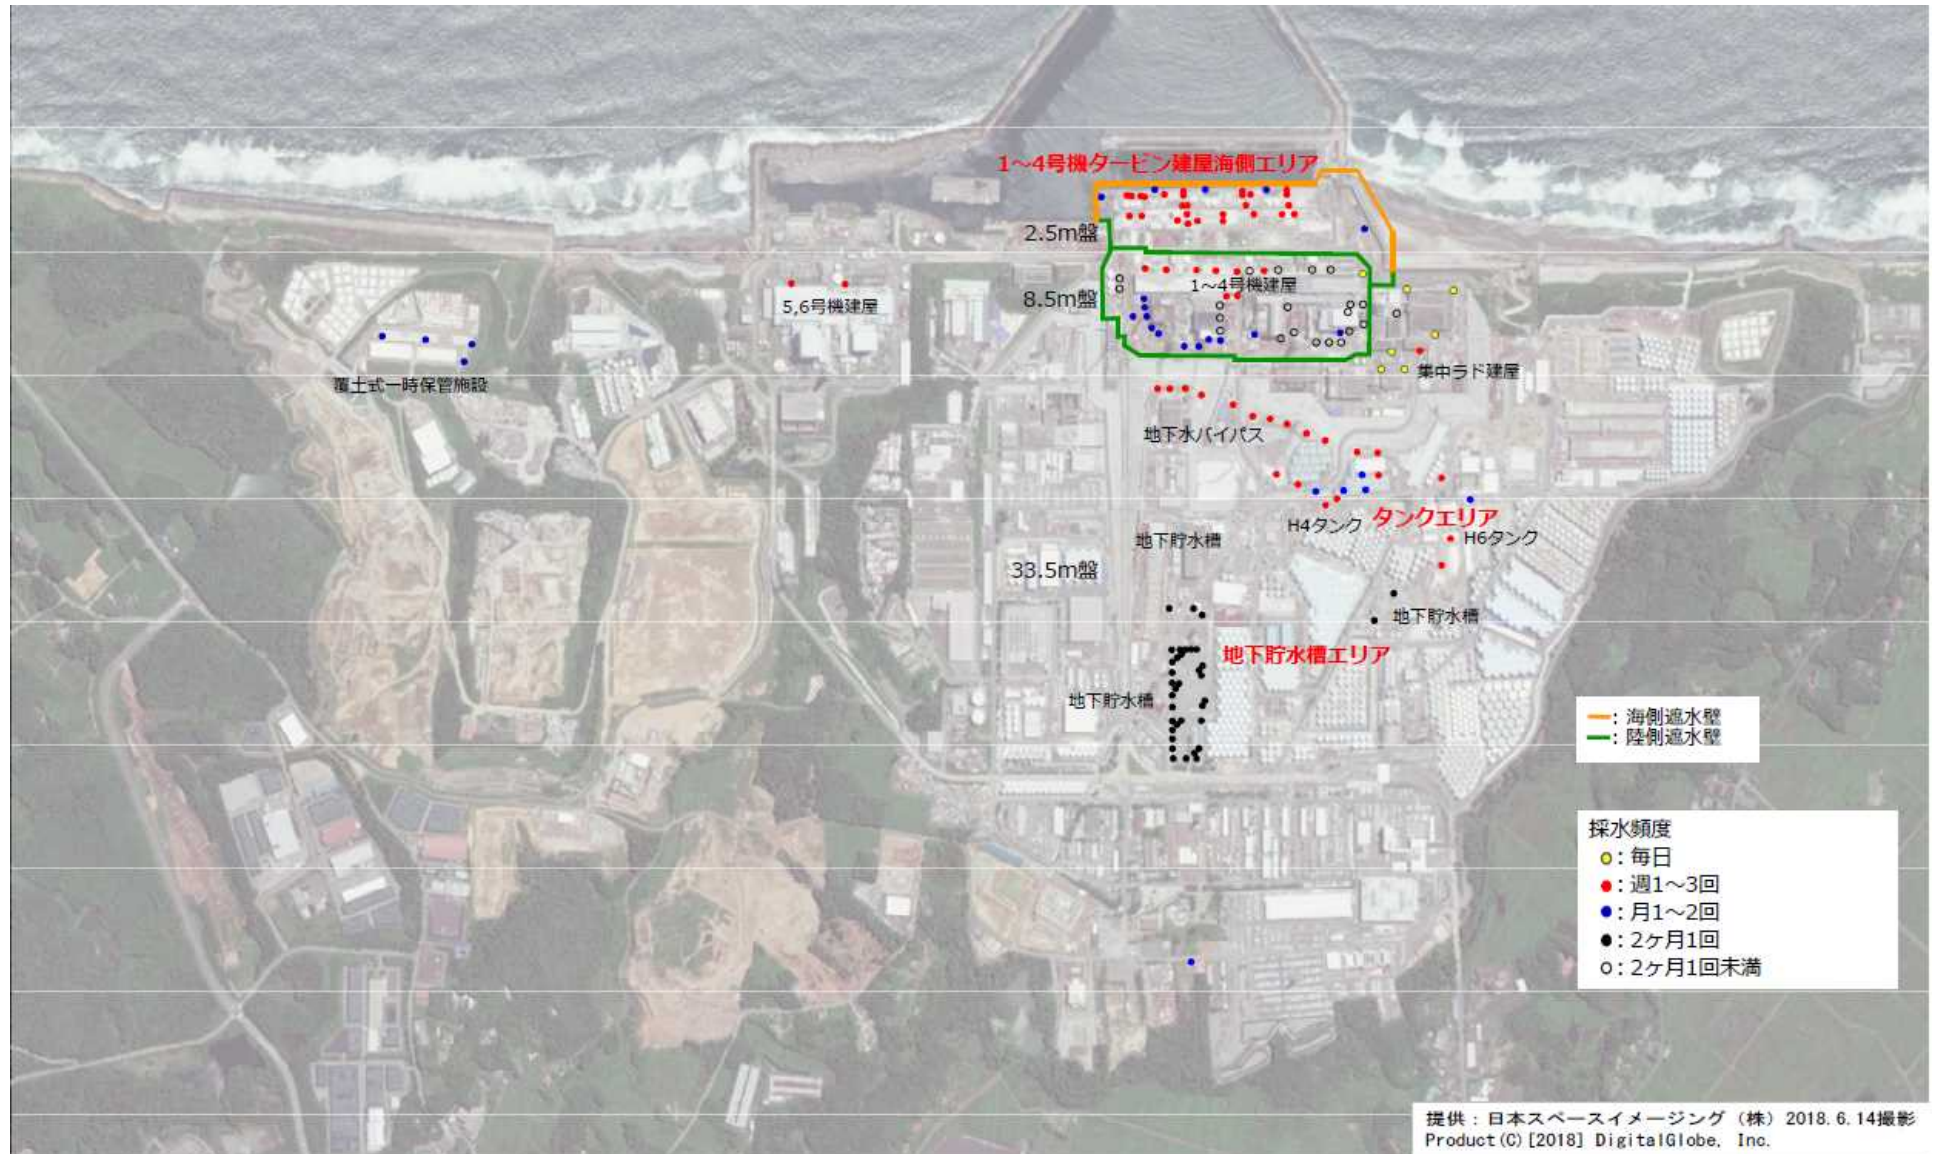 1～4号機タービン建屋海側エリア
2.5m盤
8.5m盤
1～4号機建屋
5,6号機建屋
覆土式一時保管施設
集中ラド建屋
地下水バイパス
H4タンク
タンクエリア
H6タンク
地下貯水槽
33.5m盤
地下貯水槽
地下貯水槽エリア
地下貯水槽
：海側遮水壁
：陸側遮水壁
採水頻度
：毎日
：週1～3回
：月1～2回
：2ヶ月1回
：2ヶ月1回未満
提供：日本スペースイメージング（株）2018.6.14撮影
Product(C)[2018] DigitalGlobe, Inc.